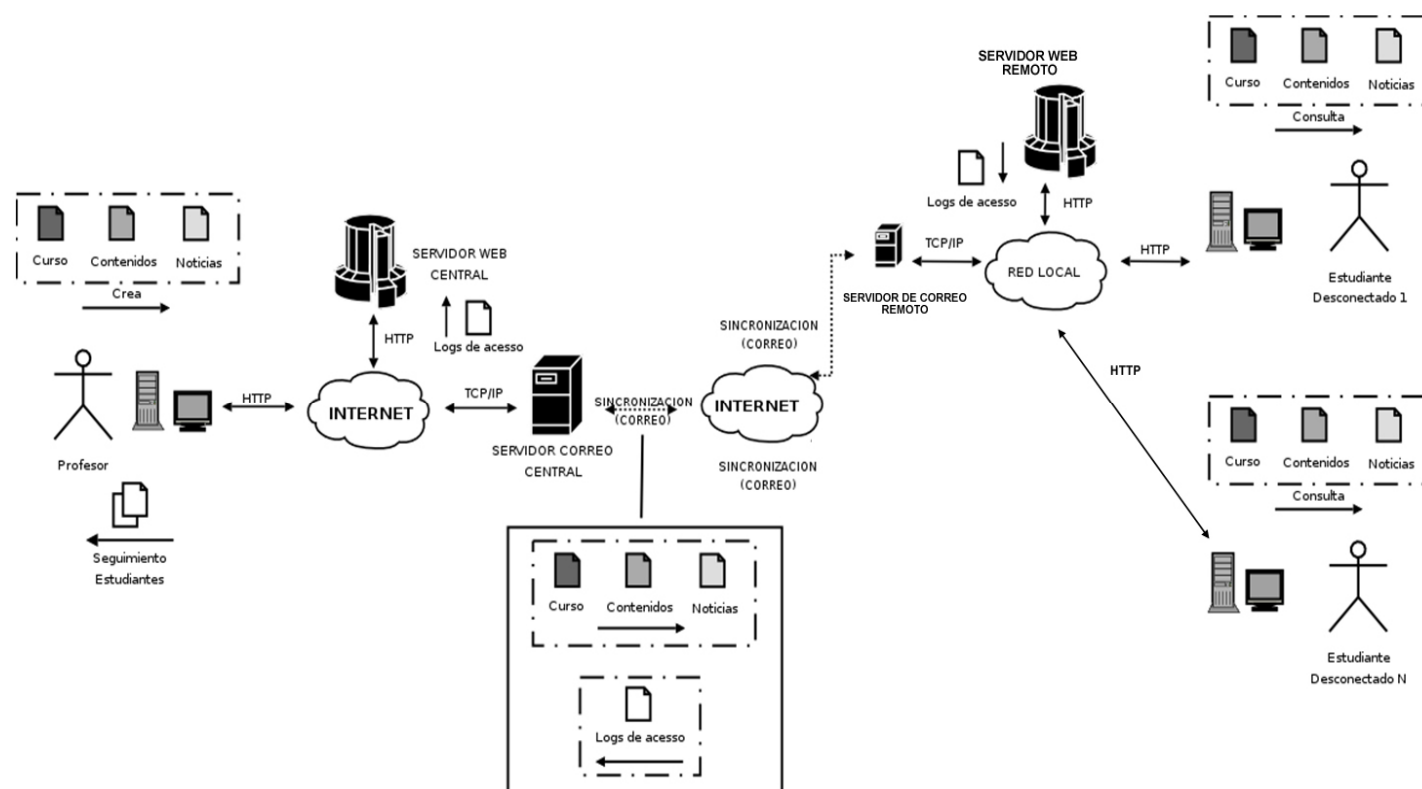 SERVIDOR WEB
REMOTO
Curso
Contenidos
Noticias
Consulta
Logs de acesso
HTTP
TCP/IP
RED LOCAL
HTTP
SERVIDOR DE CORREO
REMOTO
Estudiante
Desconectado 1
Curso
Contenidos
Noticias
Crea
SERVIDOR WEB
CENTRAL
HTTP
Logs de acesso
SINCRONIZACION
(CORREO)
HTTP
Profesor
HTTP
INTERNET
TCP/IP
SERVIDOR CORREO
CENTRAL
SINCRONIZACION
(CORREO)
INTERNET
SINCRONIZACION
(CORREO)
Seguimiento
Estudiantes
Curso
Contenidos
Noticias
Consulta
Curso
Contenidos
Noticias
Logs de acesso
Estudiante
Desconectado N